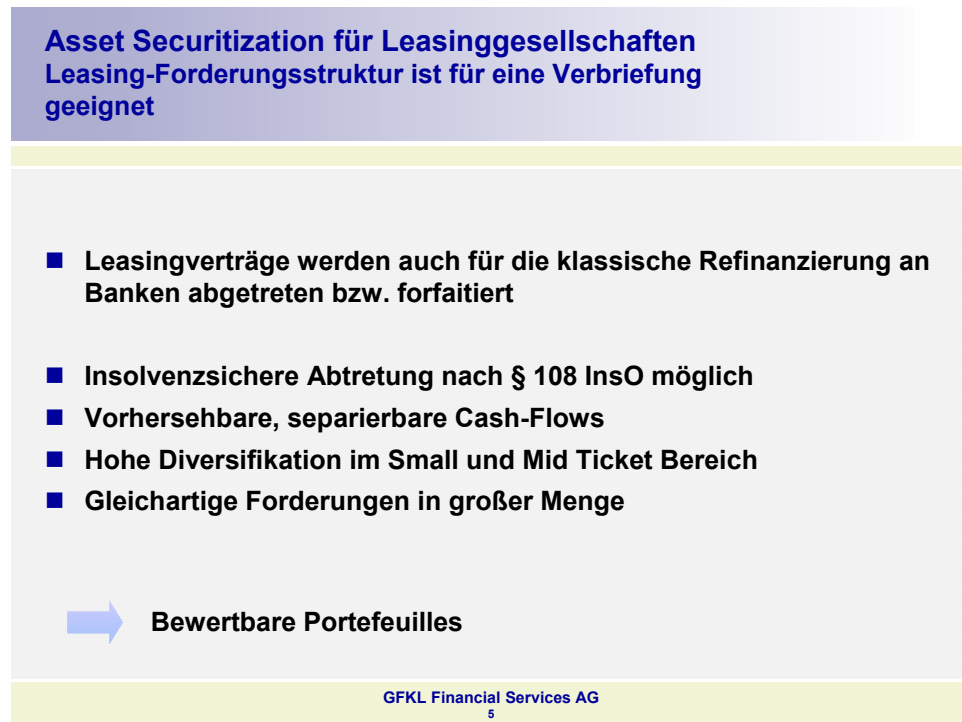 Asset Securitization für Leasinggesellschaften
Leasing-Forderungsstruktur ist für eine Verbriefung
geeignet
Leasingverträge werden auch für die klassische Refinanzierung an
Banken abgetreten bzw. forfaitiert
Insolvenzsichere Abtretung nach § 108 InsO möglich
Vorhersehbare, separierbare Cash-Flows
Hohe Diversifikation im Small und Mid Ticket Bereich
Gleichartige Forderungen in großer Menge
Bewertbare Portefeuilles
GFKL Financial Services AG
5